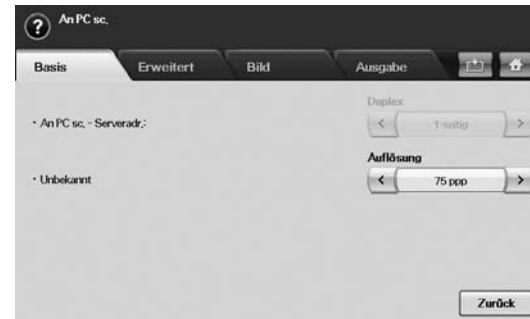 An PC sc.
Basis Erweitert Bild Ausgabe
Duplex
• An PC sc. - Serveradr.:
< 1-seitig >
Auflösung
• Unbekannt
< 75 ppp >
Zurück